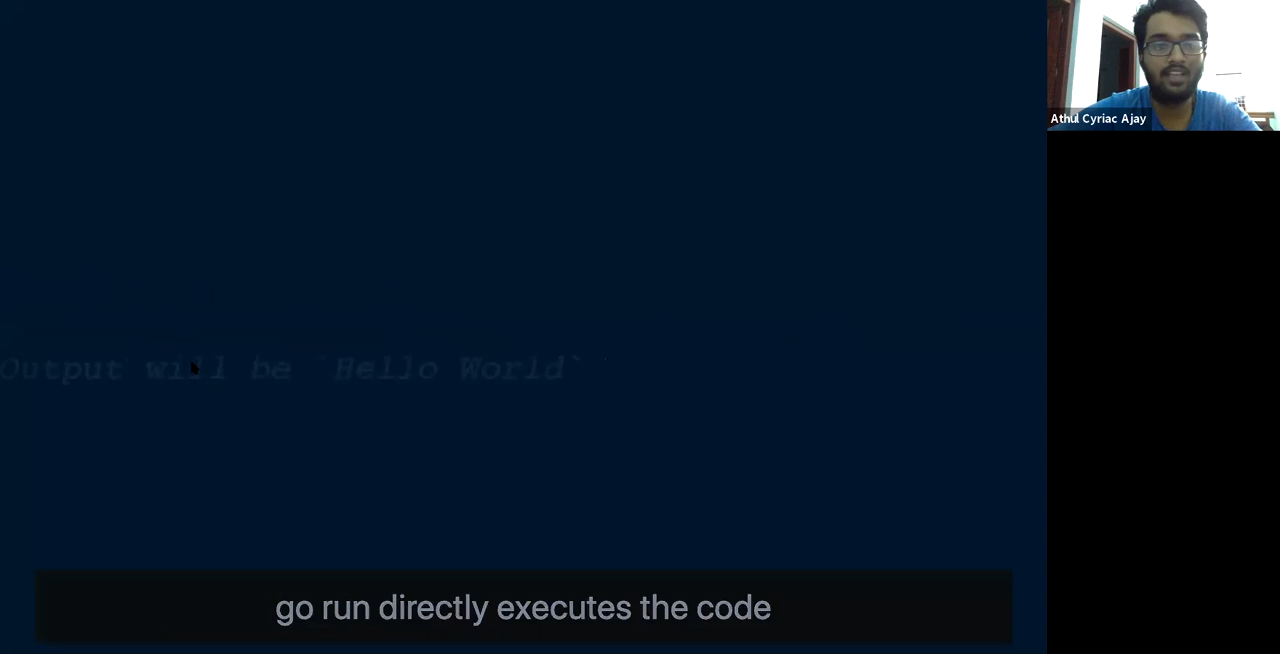 Athul Cyriac Ajay
Output will be `Hello World`
go run directly executes the code